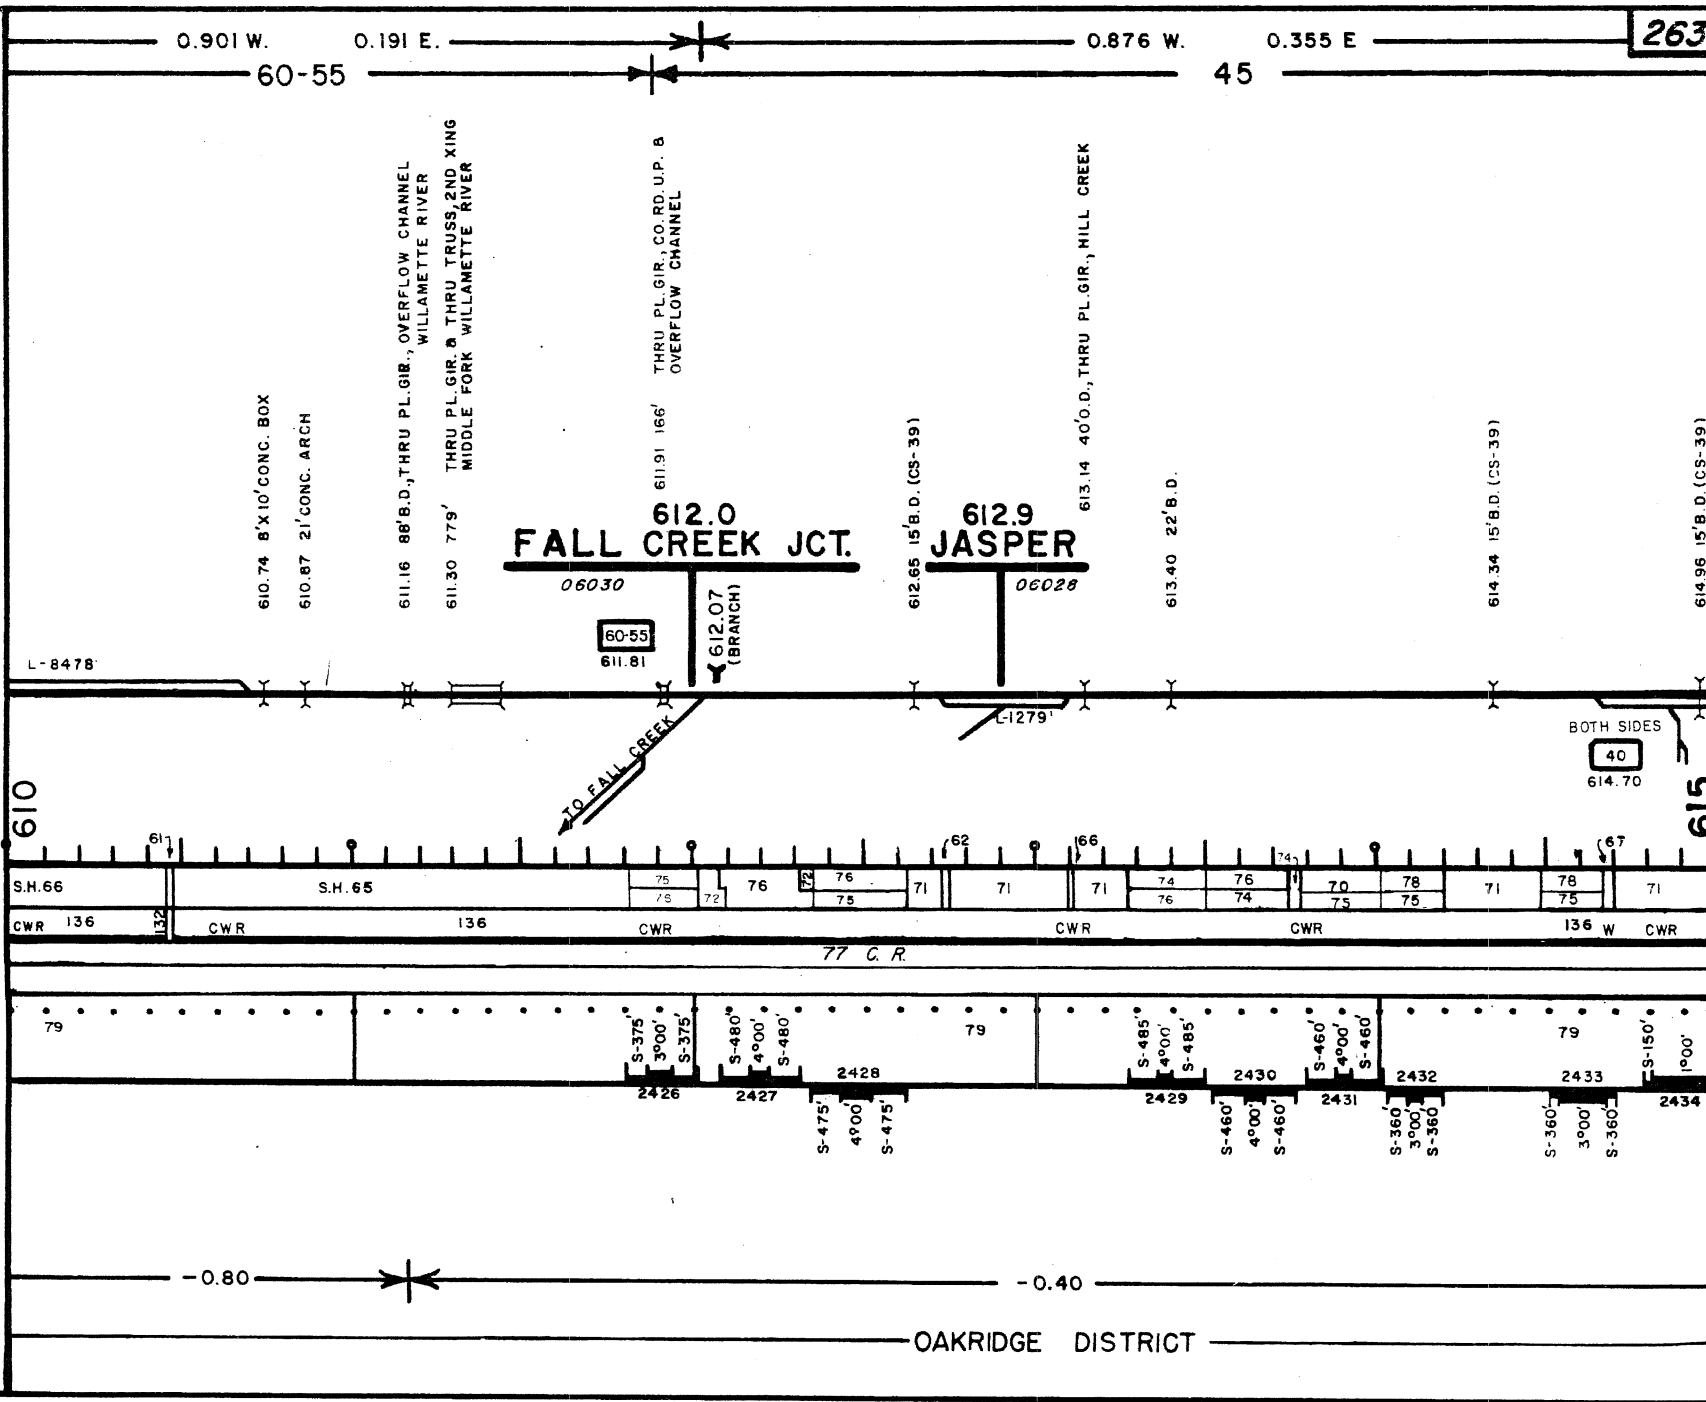 263
0.901 W. 0.191 E. 0.876 W. 0.355 E
60-55 45
610.74 8'X10'CONC. BOX
610.87 21'CONC. ARCH
611.16 88'B.D.,THRU PL.GIR., OVERFLOW CHANNEL
WILLAMETTE RIVER
611.30 779' THRU PL.GIR. & THRU TRUSS,2ND XING
MIDDLE FORK WILLAMETTE RIVER
611.91 166' THRU PL.GIR., CO.RD.U.P. &
OVERFLOW CHANNEL
612.65 15'B.D.(CS-39)
613.14 40'O.D.,THRU PL.GIR., HILL CREEK
613.40 22'B.D.
614.34 15'B.D.(CS-39)
614.96 15'B.D.(CS-39)
612.0
FALL CREEK JCT.
06030
612.9
JASPER
06028
60-55
611.81
Y 612.07
(BRANCH)
L-8478'
L-1279'
TO FALL CREEK
BOTH SIDES
40
614.70
610
615
61 62 66 74 67
S.H.66 S.H.65 75 72 76 72 76 71 71 71 74 76 70 78 71 78 71
75 75 76 74 75 75 75
CWR 136 132 CWR 136 CWR CWR CWR 136 W CWR
77 C.R.
79 79 79
S-375' 3°00' S-375'
2426
S-480' 4°00' S-480'
2427
2428
S-475' 4°00' S-475'
S-485' 4°00' S-485'
2429
2430
S-460' 4°00' S-460'
S-460' 4°00' S-460'
2431
2432
S-360' 3°00' S-360'
2433
S-360' 3°00' S-360'
S-150' 1°00'
2434
-0.80 -0.40
OAKRIDGE DISTRICT